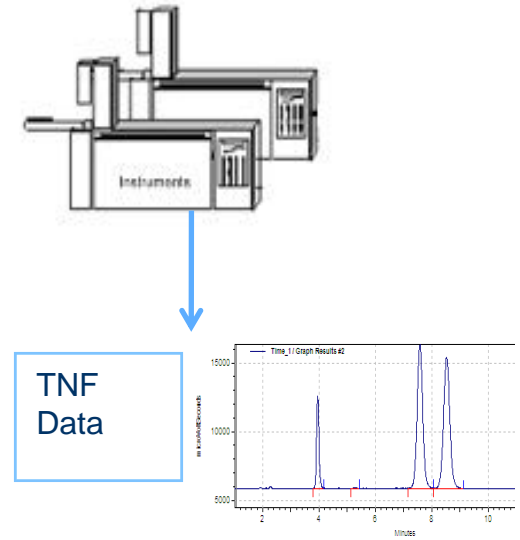 Instruments
TNF
Data
Time_1 / Graph Results #2
15000
10000
5000
2 4 6 8 10
Minutes